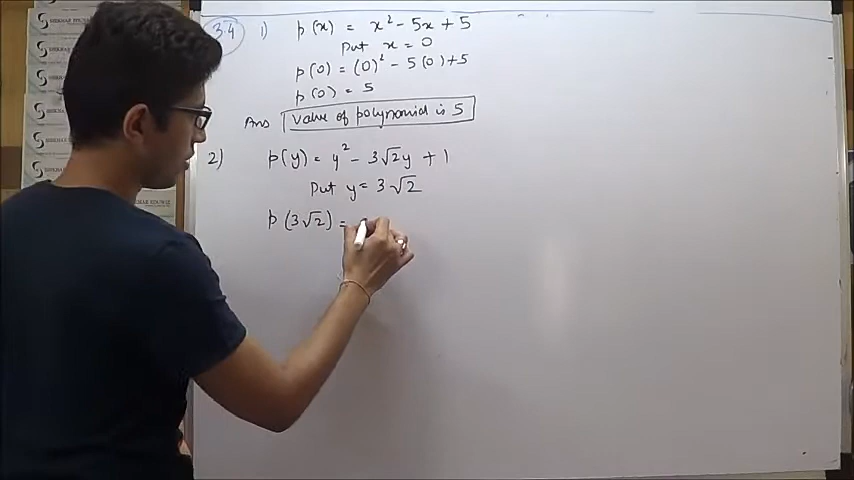 3.4 1) p(x) = x² - 5x + 5
Put x = 0
p(0) = (0)² - 5(0) + 5
p(0) = 5
Ans value of polynomial is 5
2) p(y) = y² - 3√2y + 1
Put y = 3√2
p(3√2) =